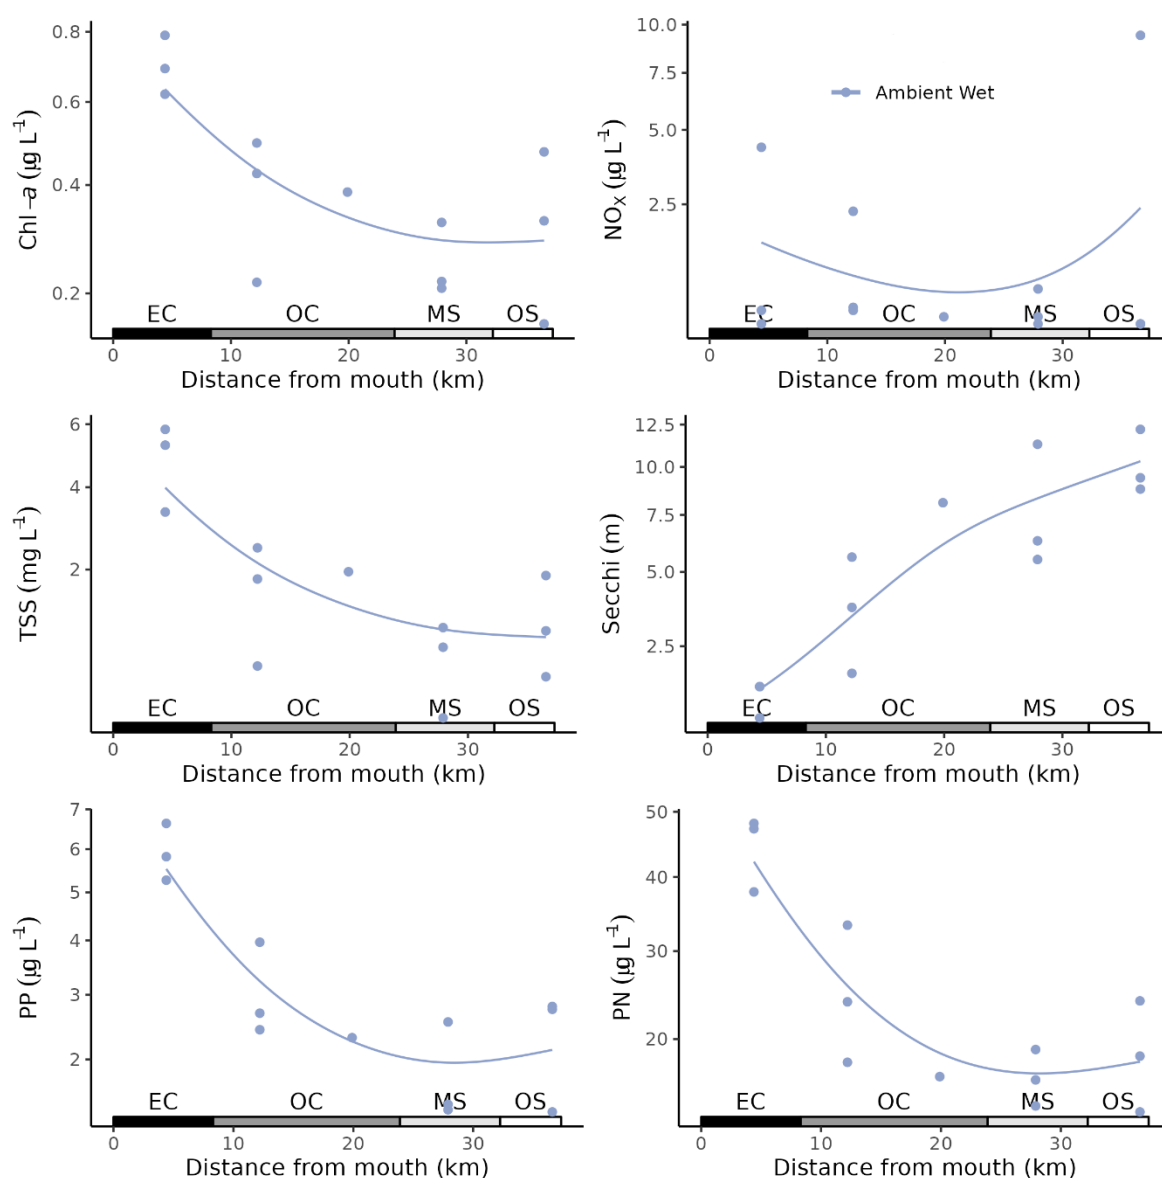 0.8
0.6
0.4
0.2
Chl-a (µg L⁻¹)
EC OC MS OS
0 10 20 30
Distance from mouth (km)
10.0
7.5
5.0
2.5
NOₓ (µg L⁻¹)
Ambient Wet
EC OC MS OS
0 10 20 30
Distance from mouth (km)
6
4
2
TSS (mg L⁻¹)
EC OC MS OS
0 10 20 30
Distance from mouth (km)
12.5
10.0
7.5
5.0
2.5
Secchi (m)
EC OC MS OS
0 10 20 30
Distance from mouth (km)
7
6
5
4
3
2
PP (µg L⁻¹)
EC OC MS OS
0 10 20 30
Distance from mouth (km)
50
40
30
20
PN (µg L⁻¹)
EC OC MS OS
0 10 20 30
Distance from mouth (km)